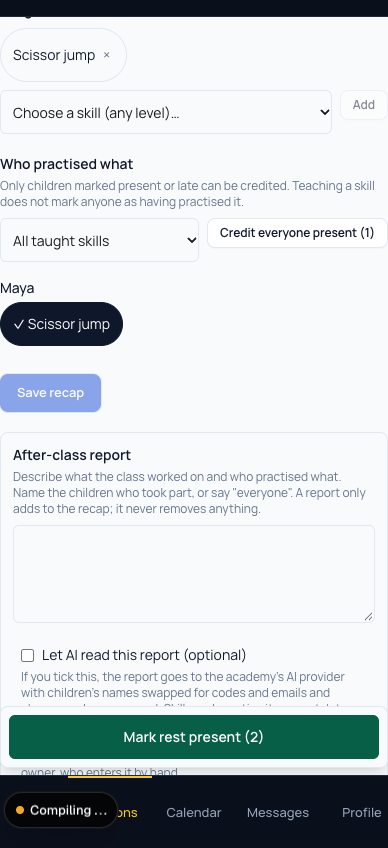 Scissor jump ×
Choose a skill (any level)...
Add
Who practised what
Only children marked present or late can be credited. Teaching a skill
does not mark anyone as having practised it.
All taught skills
Credit everyone present (1)
Maya
✓ Scissor jump
Save recap
After-class report
Describe what the class worked on and who practised what.
Name the children who took part, or say "everyone". A report only
adds to the recap; it never removes anything.
Let AI read this report (optional)
If you tick this, the report goes to the academy's AI provider
with children's names swapped for codes and emails and
Mark rest present (2)
owner, who enters it by hand.
Compiling ...
ons
Calendar
Messages
Profile